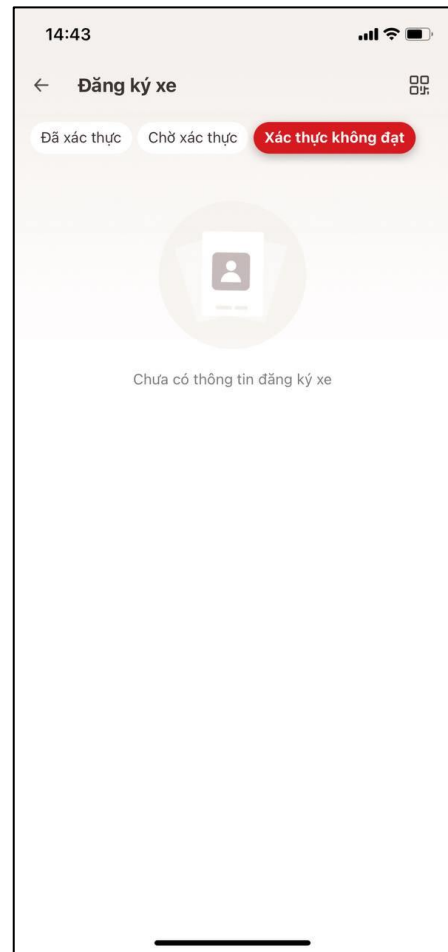 14:43
Đăng ký xe
Đã xác thực Chờ xác thực Xác thực không đạt
Chưa có thông tin đăng ký xe